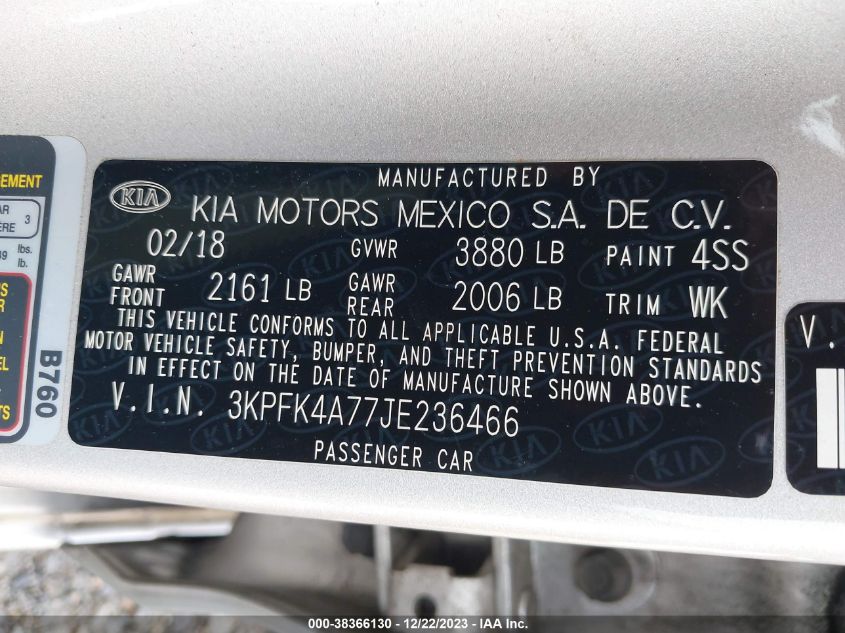 MANUFACTURED BY
KIA
KIA MOTORS MEXICO S.A. DE C.V.
02/18 GVWR 3880 LB PAINT 4SS
GAWR FRONT 2161 LB GAWR REAR 2006 LB TRIM WK
THIS VEHICLE CONFORMS TO ALL APPLICABLE U.S.A. FEDERAL
MOTOR VEHICLE SAFETY, BUMPER, AND THEFT PREVENTION STANDARDS
IN EFFECT ON THE DATE OF MANUFACTURE SHOWN ABOVE.
V.I.N. 3KPFK4A77JE236466
PASSENGER CAR
B760
3
lbs.
lb.
V.
000-38366130 - 12/22/2023 - IAA Inc.